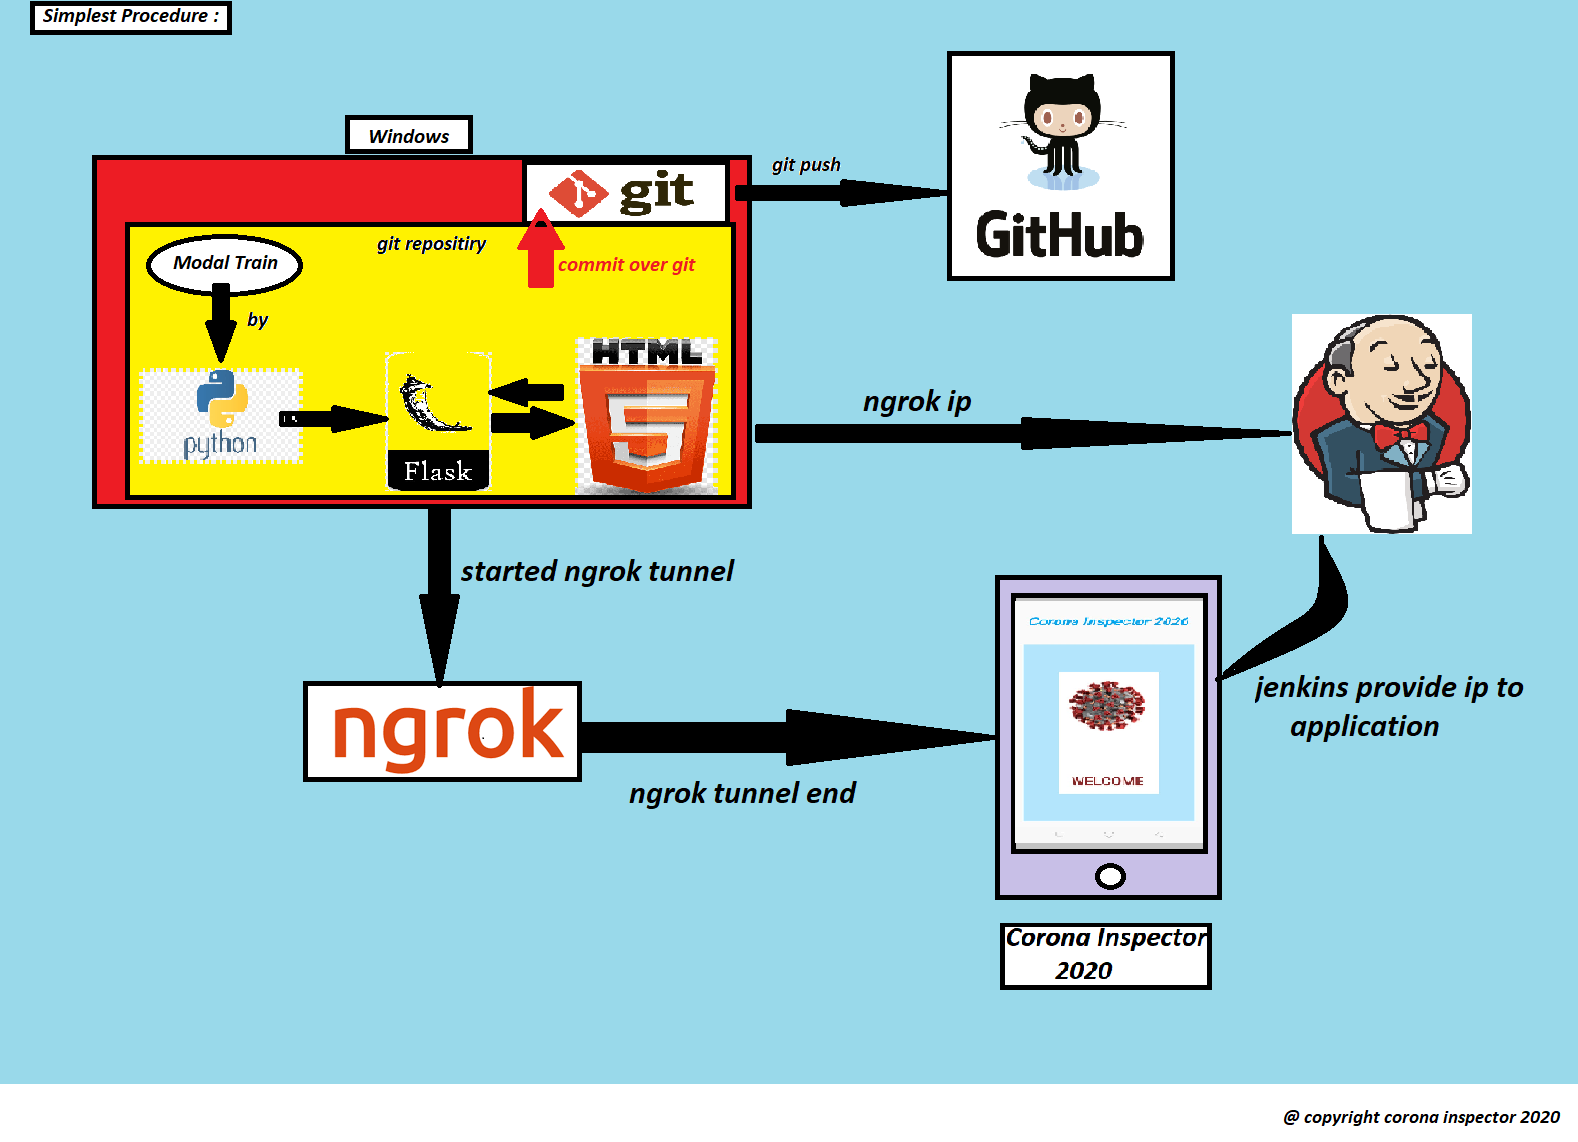 Simplest Procedure :
Windows
git
git push
GitHub
git repositiry
commit over git
Modal Train
by
python
Flask
HTML
5
ngrok ip
started ngrok tunnel
ngrok
ngrok tunnel end
Corona Inspector 2020
WELCOME
jenkins provide ip to
application
Corona Inspector
2020
@ copyright corona inspector 2020